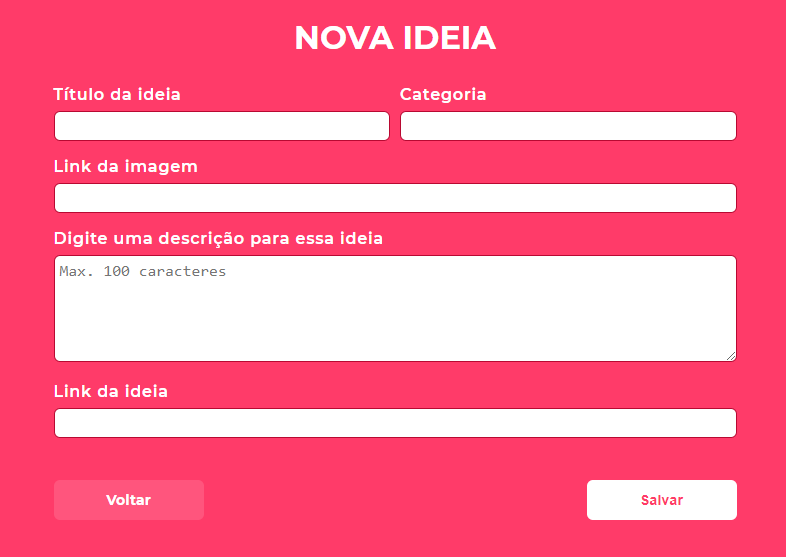 NOVA IDEIA
Título da ideia
Categoria
Link da imagem
Digite uma descrição para essa ideia
Max. 100 caracteres
Link da ideia
Voltar
Salvar